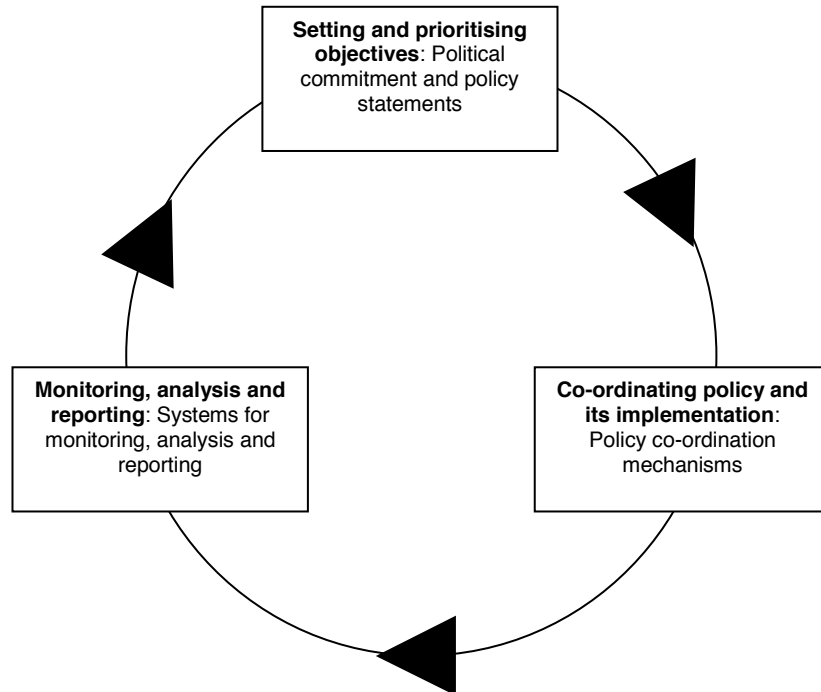 Setting and prioritising
objectives: Political
commitment and policy
statements
Monitoring, analysis and
reporting: Systems for
monitoring, analysis and
reporting
Co-ordinating policy and
its implementation:
Policy co-ordination
mechanisms